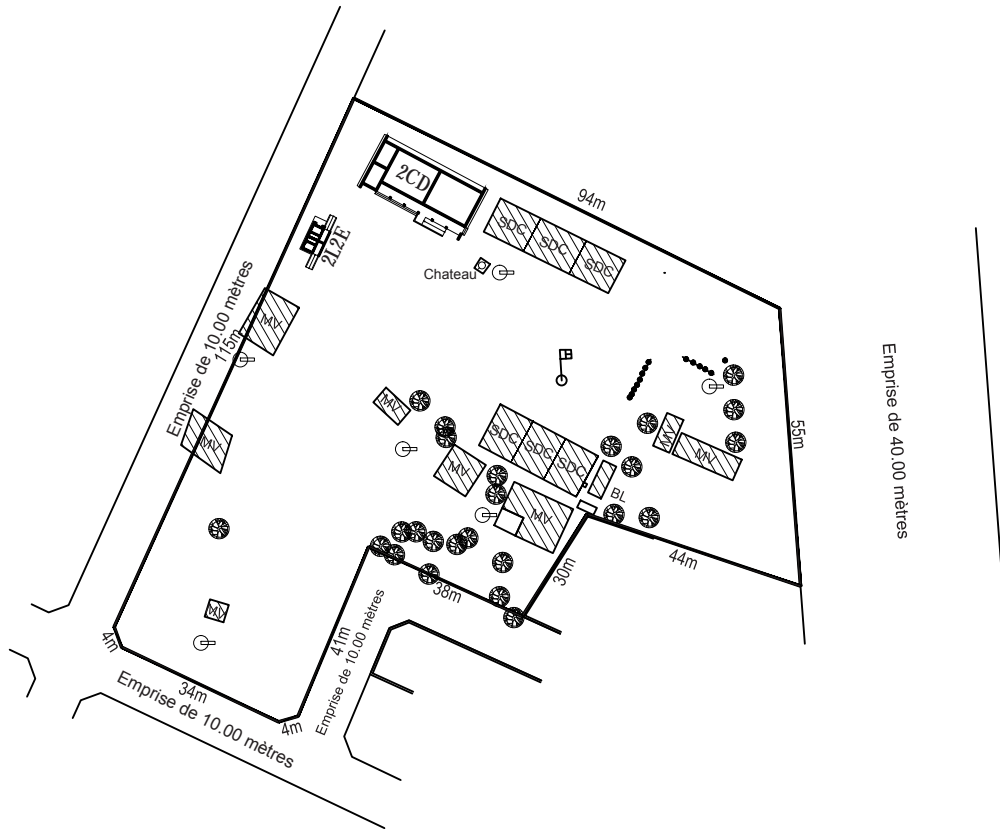 94m
2CD
SDC
SDC
SDC
2L2E
Chateau
Emprise de 10.00 mètres
115m
MV
MV
MV
MV
SDC
SDC
SDC
MV
MV
BL
MV
55m
Emprise de 40.00 mètres
44m
30m
38m
41m
Emprise de 10.00 mètres
MV
4m
34m
4m
Emprise de 10.00 mètres